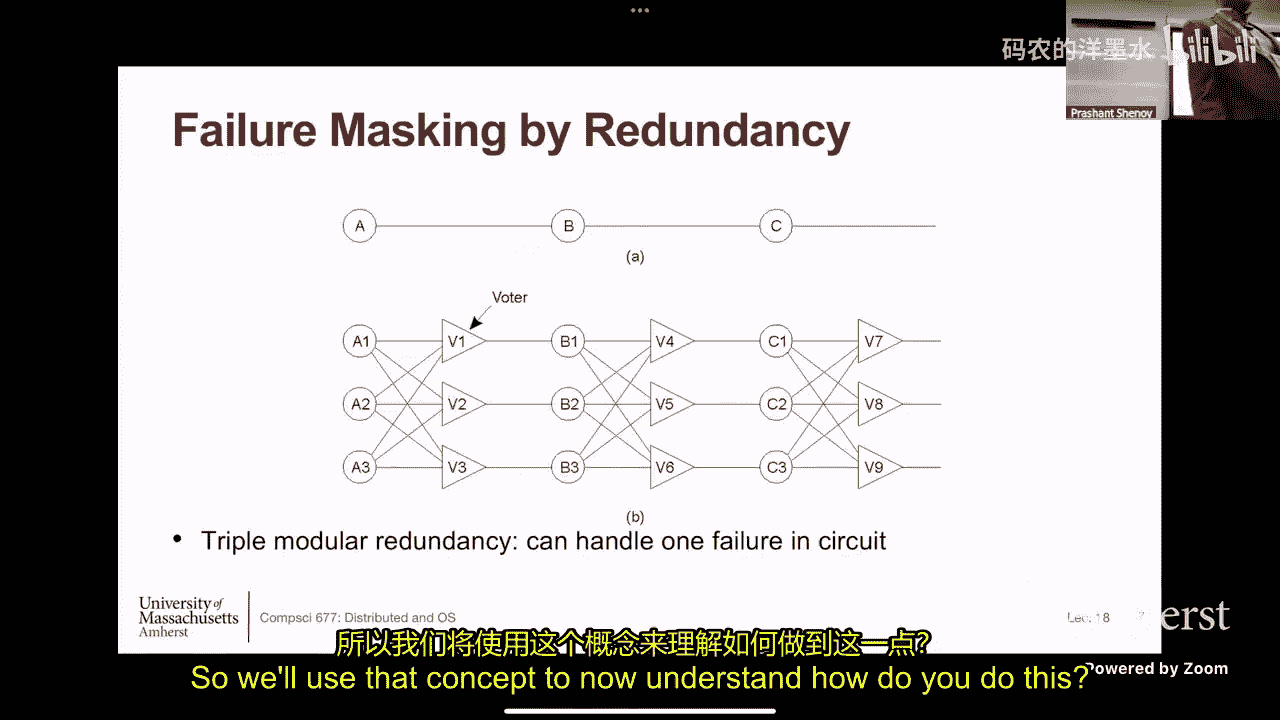 码农的洋墨水 bilibili
Prashant Shenoy
Failure Masking by Redundancy
A B C
(a)
Voter
A1 V1 B1 V4 C1 V7
A2 V2 B2 V5 C2 V8
A3 V3 B3 V6 C3 V9
(b)
• Triple modular redundancy: can handle one failure in circuit
University of
Massachusetts
Amherst
Compsci 677: Distributed and OS
erst
所以我们将使用这个概念来理解如何做到这一点?
So we'll use that concept to now understand how do you do this?
Powered by Zoom